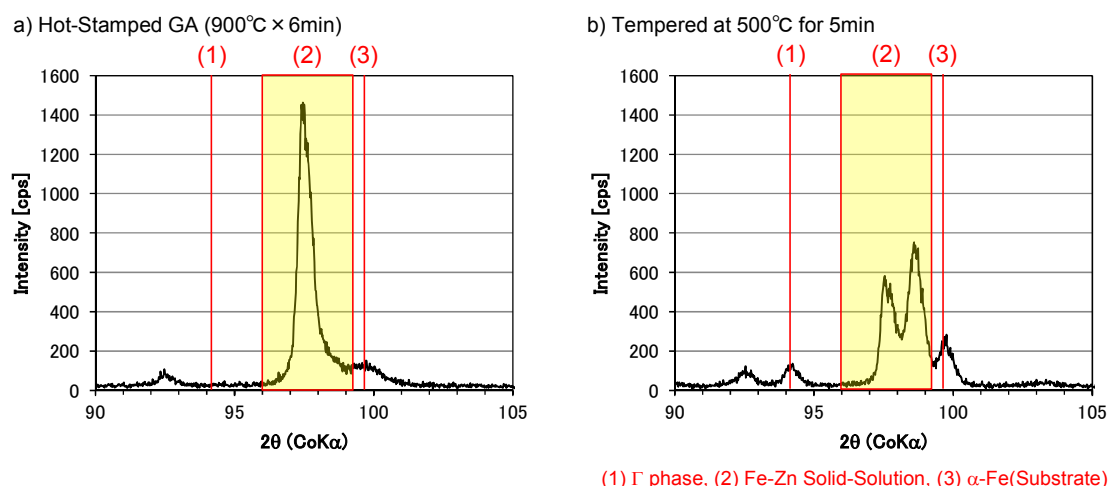 a) Hot-Stamped GA (900℃×6min)
(1) (2) (3)
1600
1400
1200
1000
800
600
400
200
0
Intensity [cps]
90 95 100 105
2θ (CoKα)
b) Tempered at 500℃ for 5min
(1) (2) (3)
1600
1400
1200
1000
800
600
400
200
0
Intensity [cps]
90 95 100 105
2θ (CoKα)
(1) Γ phase, (2) Fe-Zn Solid-Solution, (3) α-Fe(Substrate)